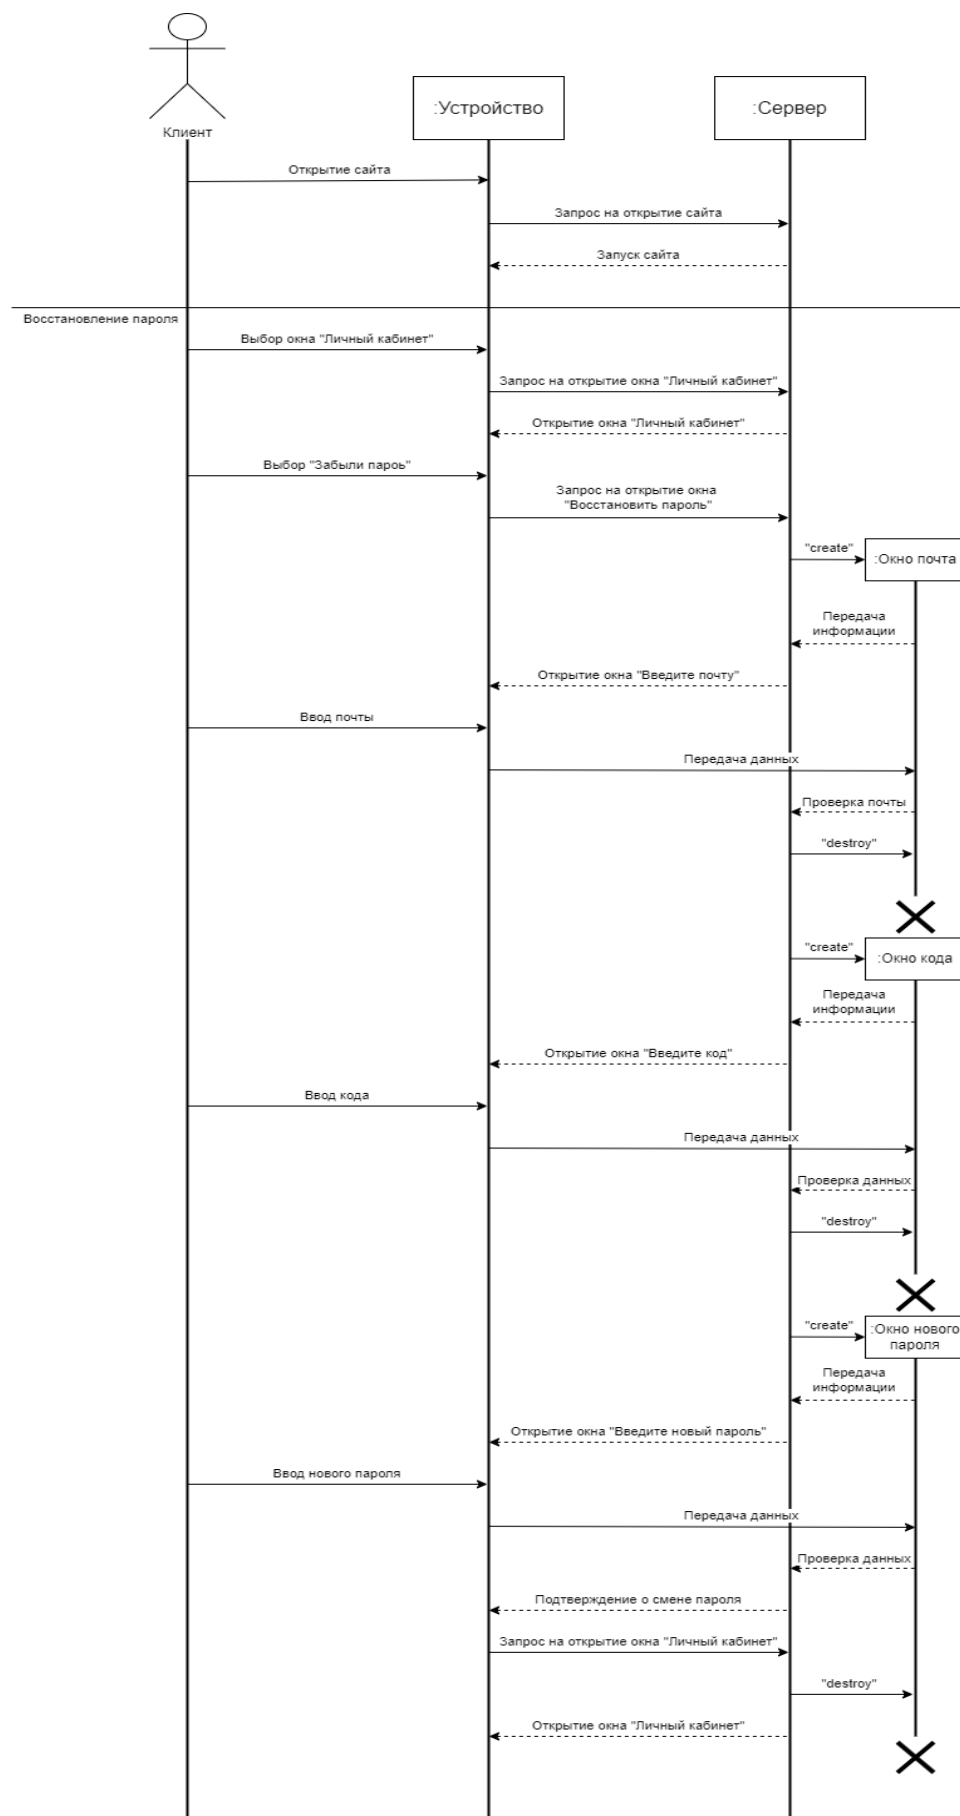 Клиент
:Устройство
:Сервер
Открытие сайта
Запрос на открытие сайта
Запуск сайта
Восстановление пароля
Выбор окна "Личный кабинет"
Запрос на открытие окна "Личный кабинет"
Открытие окна "Личный кабинет"
Выбор "Забыли пароь"
Запрос на открытие окна
"Восстановить пароль"
"create"
:Окно почта
Передача
информации
Открытие окна "Введите почту"
Ввод почты
Передача данных
Проверка почты
"destroy"
"create"
:Окно кода
Передача
информации
Открытие окна "Введите код"
Ввод кода
Передача данных
Проверка данных
"destroy"
"create"
:Окно нового
пароля
Передача
информации
Открытие окна "Введите новый пароль"
Ввод нового пароля
Передача данных
Проверка данных
Подтверждение о смене пароля
Запрос на открытие окна "Личный кабинет"
"destroy"
Открытие окна "Личный кабинет"